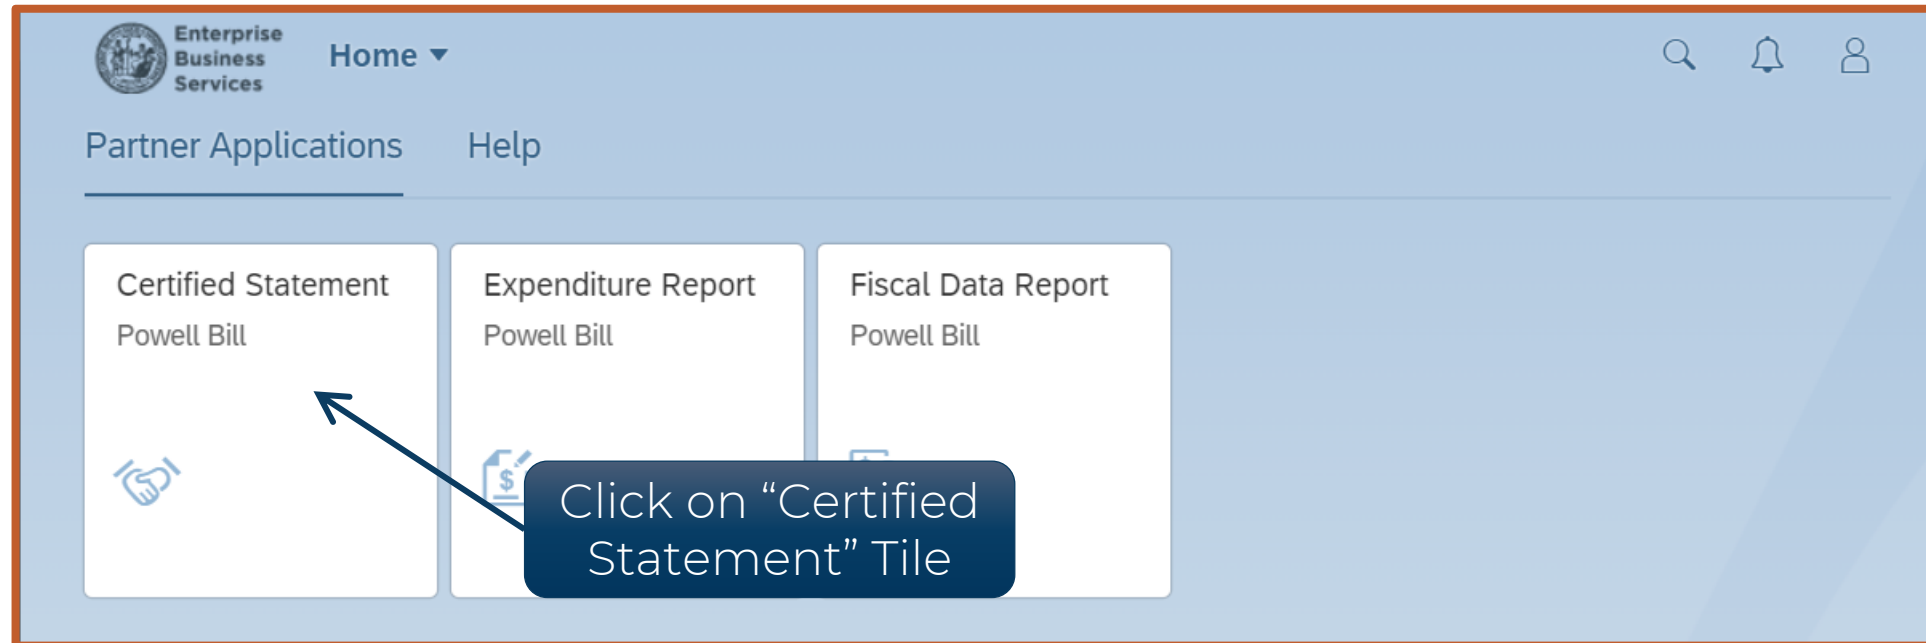 Enterprise
Business
Services
Home
Partner Applications
Help
Certified Statement
Powell Bill
Expenditure Report
Powell Bill
Fiscal Data Report
Powell Bill
$
Click on “Certified
Statement” Tile